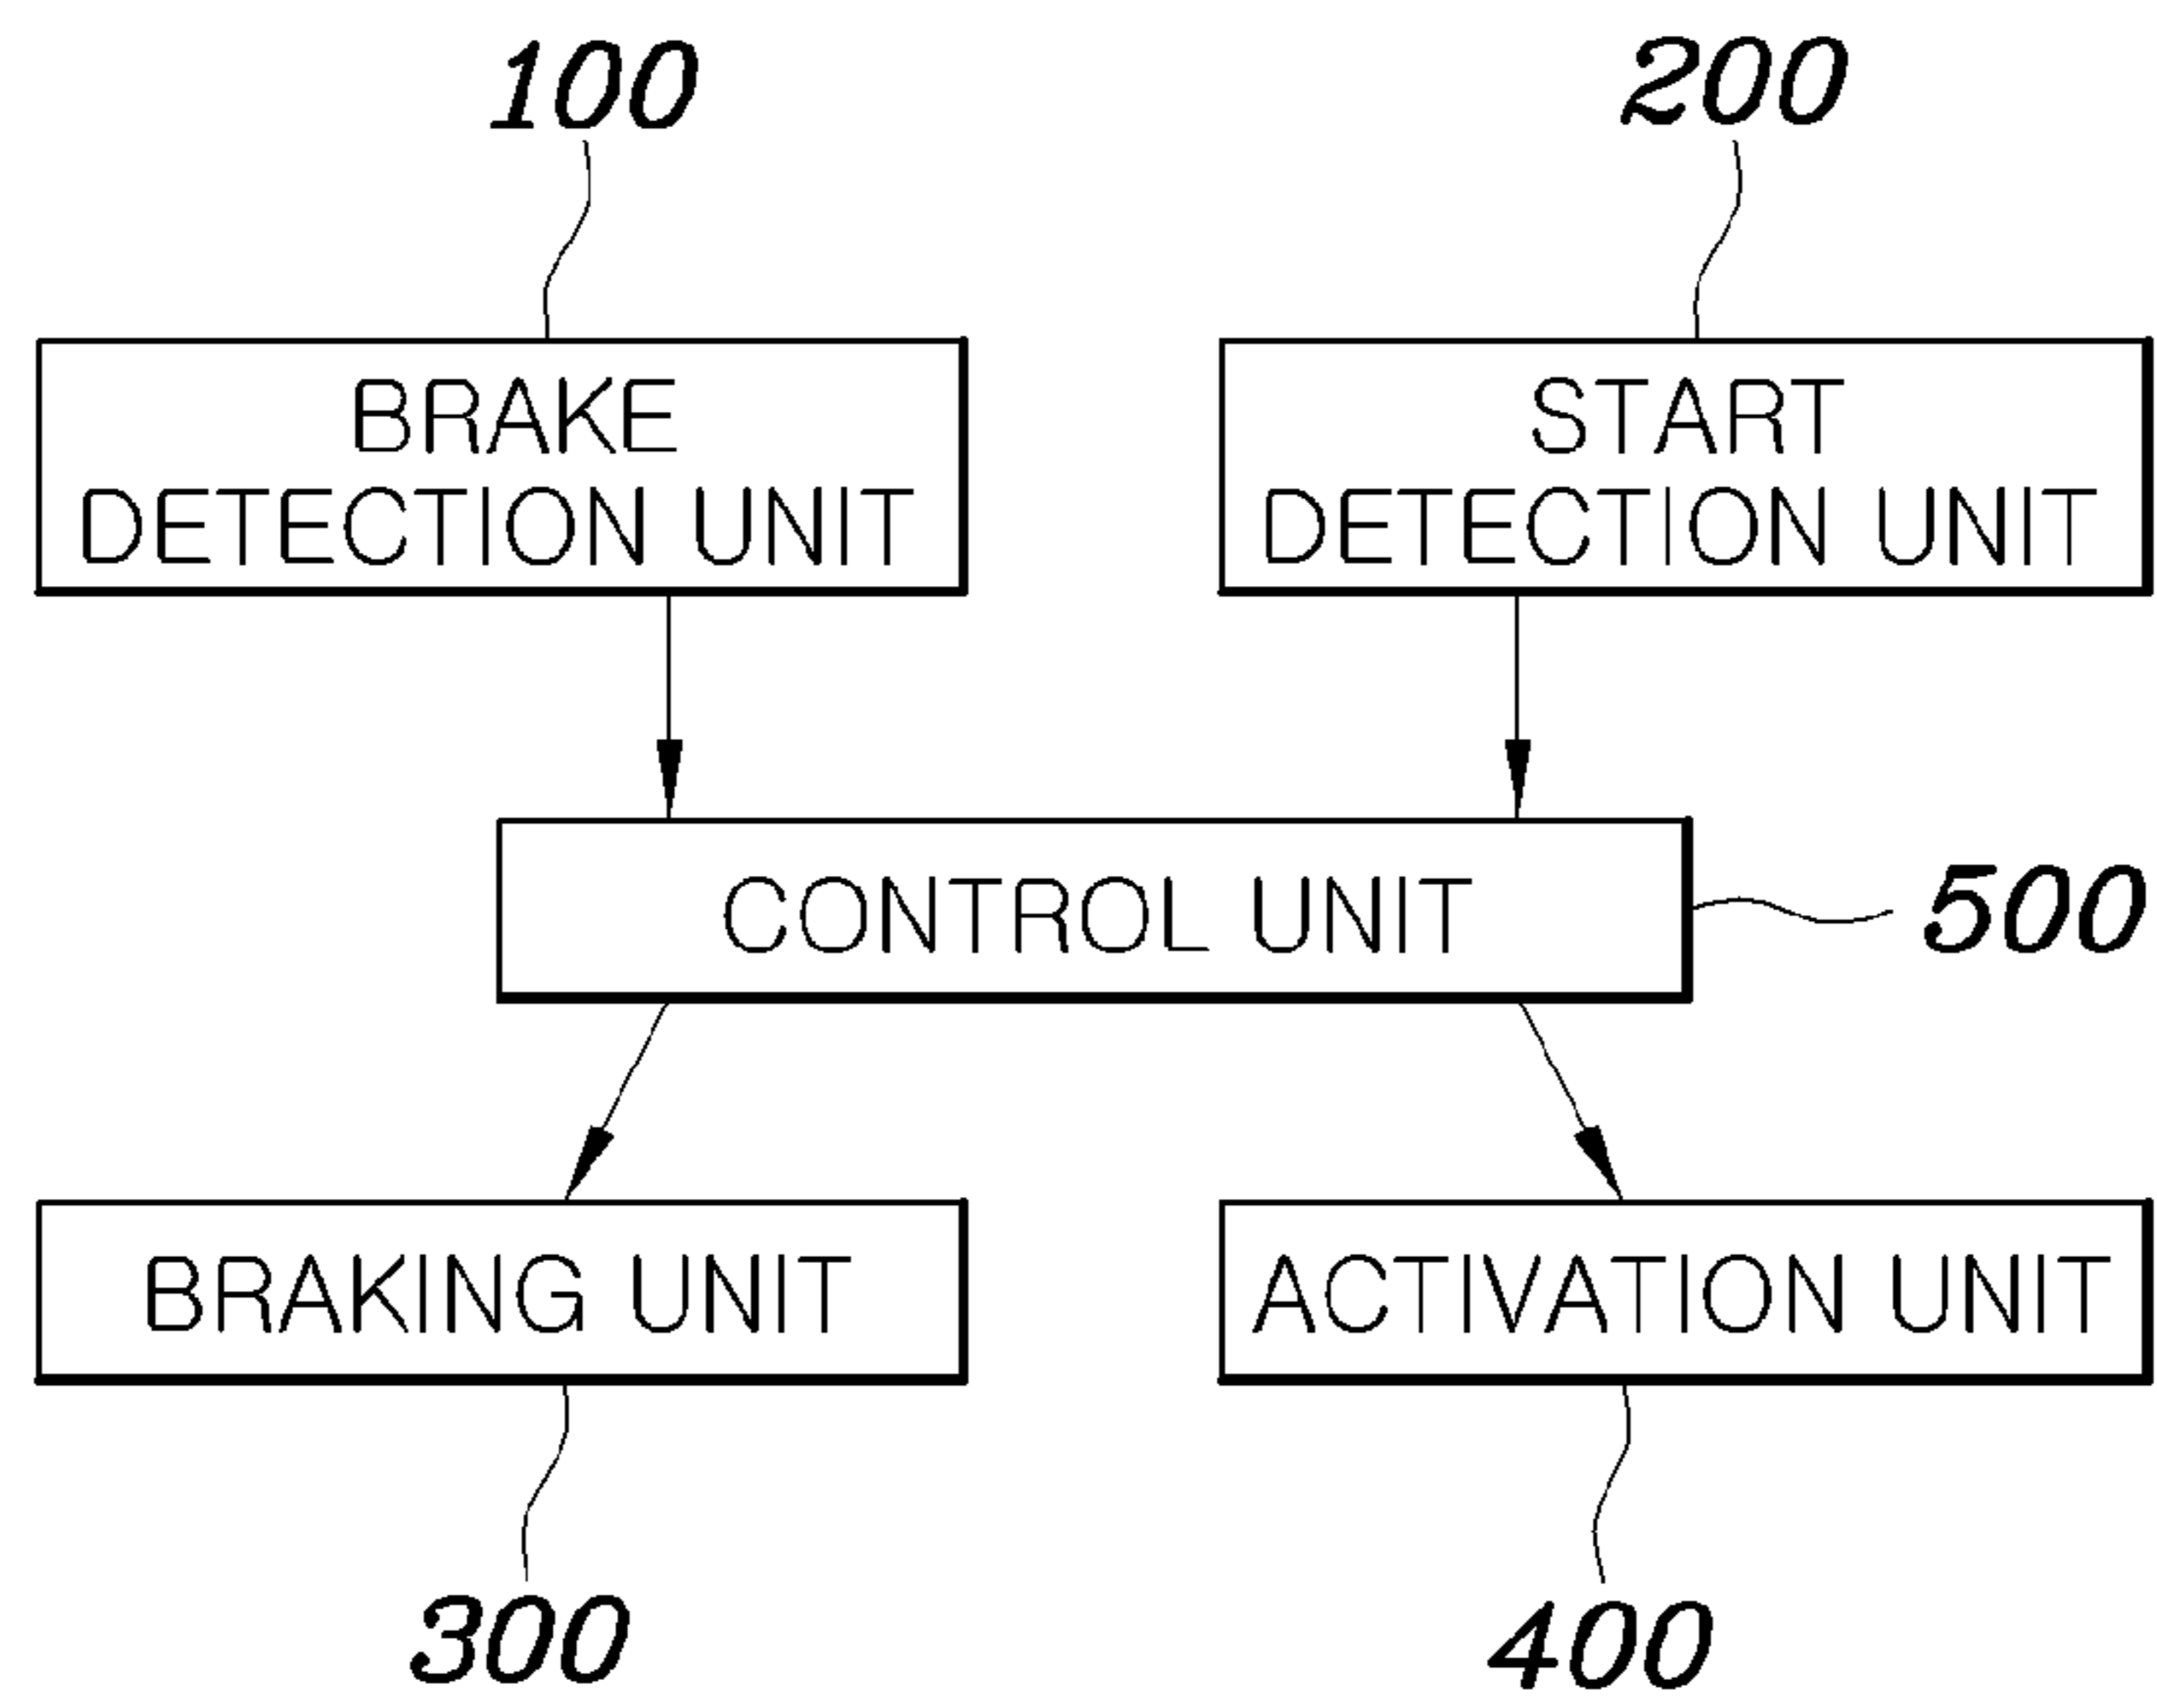 100
200
BRAKE
DETECTION UNIT
START
DETECTION UNIT
CONTROL UNIT
500
BRAKING UNIT
ACTIVATION UNIT
300
400